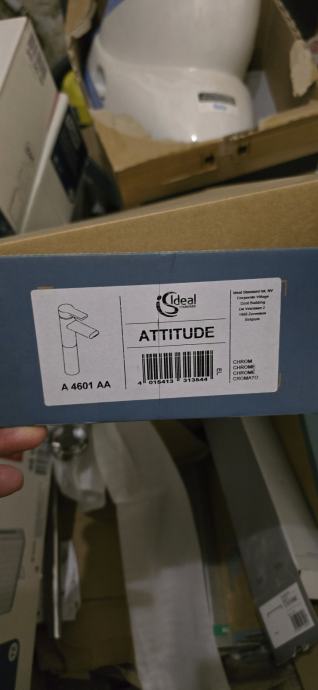 Ideal
Standard
ATTITUDE
A 4601 AA
4 015413 313844
Ideal Standard Int. NV
Corporate Village
Gent Building
Da Vincilaan 2
1935 Zaventem
Belgium
CHROM
CHROME
CHROME
CROMATO